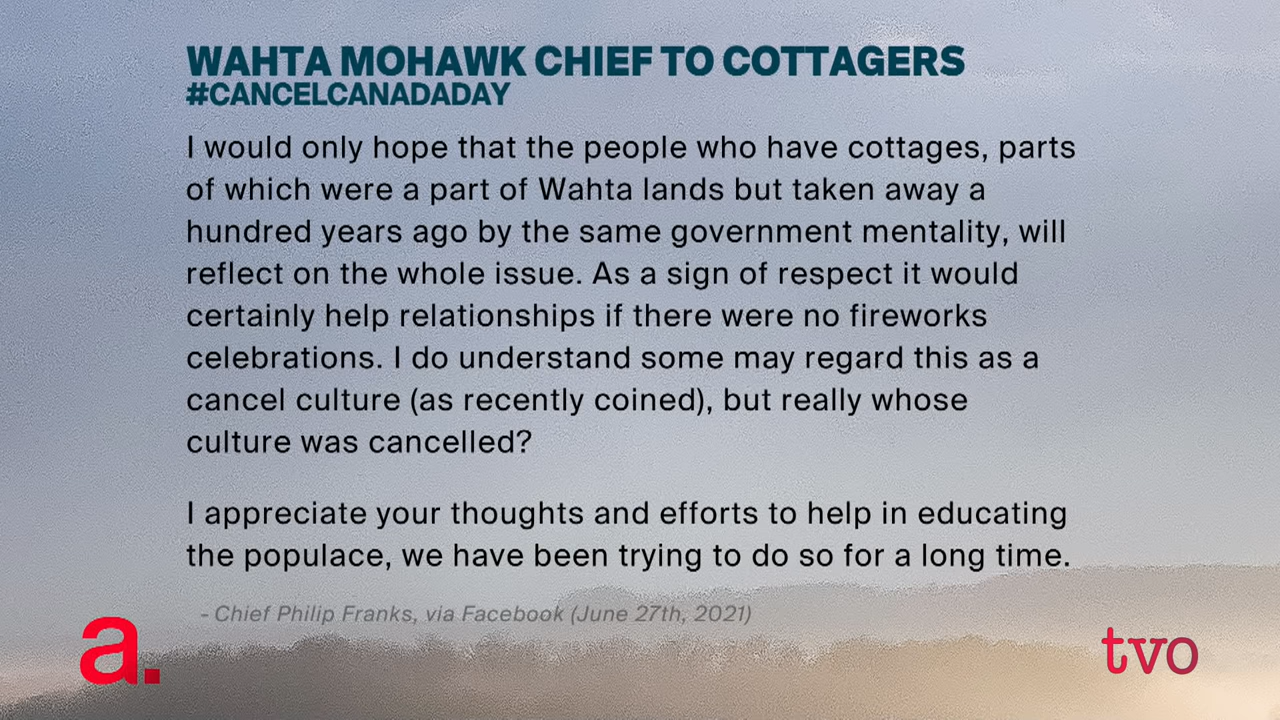 WAHTA MOHAWK CHIEF TO COTTAGERS
#CANCELCANADADAY
I would only hope that the people who have cottages, parts
of which were a part of Wahta lands but taken away a
hundred years ago by the same government mentality, will
reflect on the whole issue. As a sign of respect it would
certainly help relationships if there were no fireworks
celebrations. I do understand some may regard this as a
cancel culture (as recently coined), but really whose
culture was cancelled?
I appreciate your thoughts and efforts to help in educating
the populace, we have been trying to do so for a long time.
- Chief Philip Franks, via Facebook (June 27th, 2021)
a.
tvo